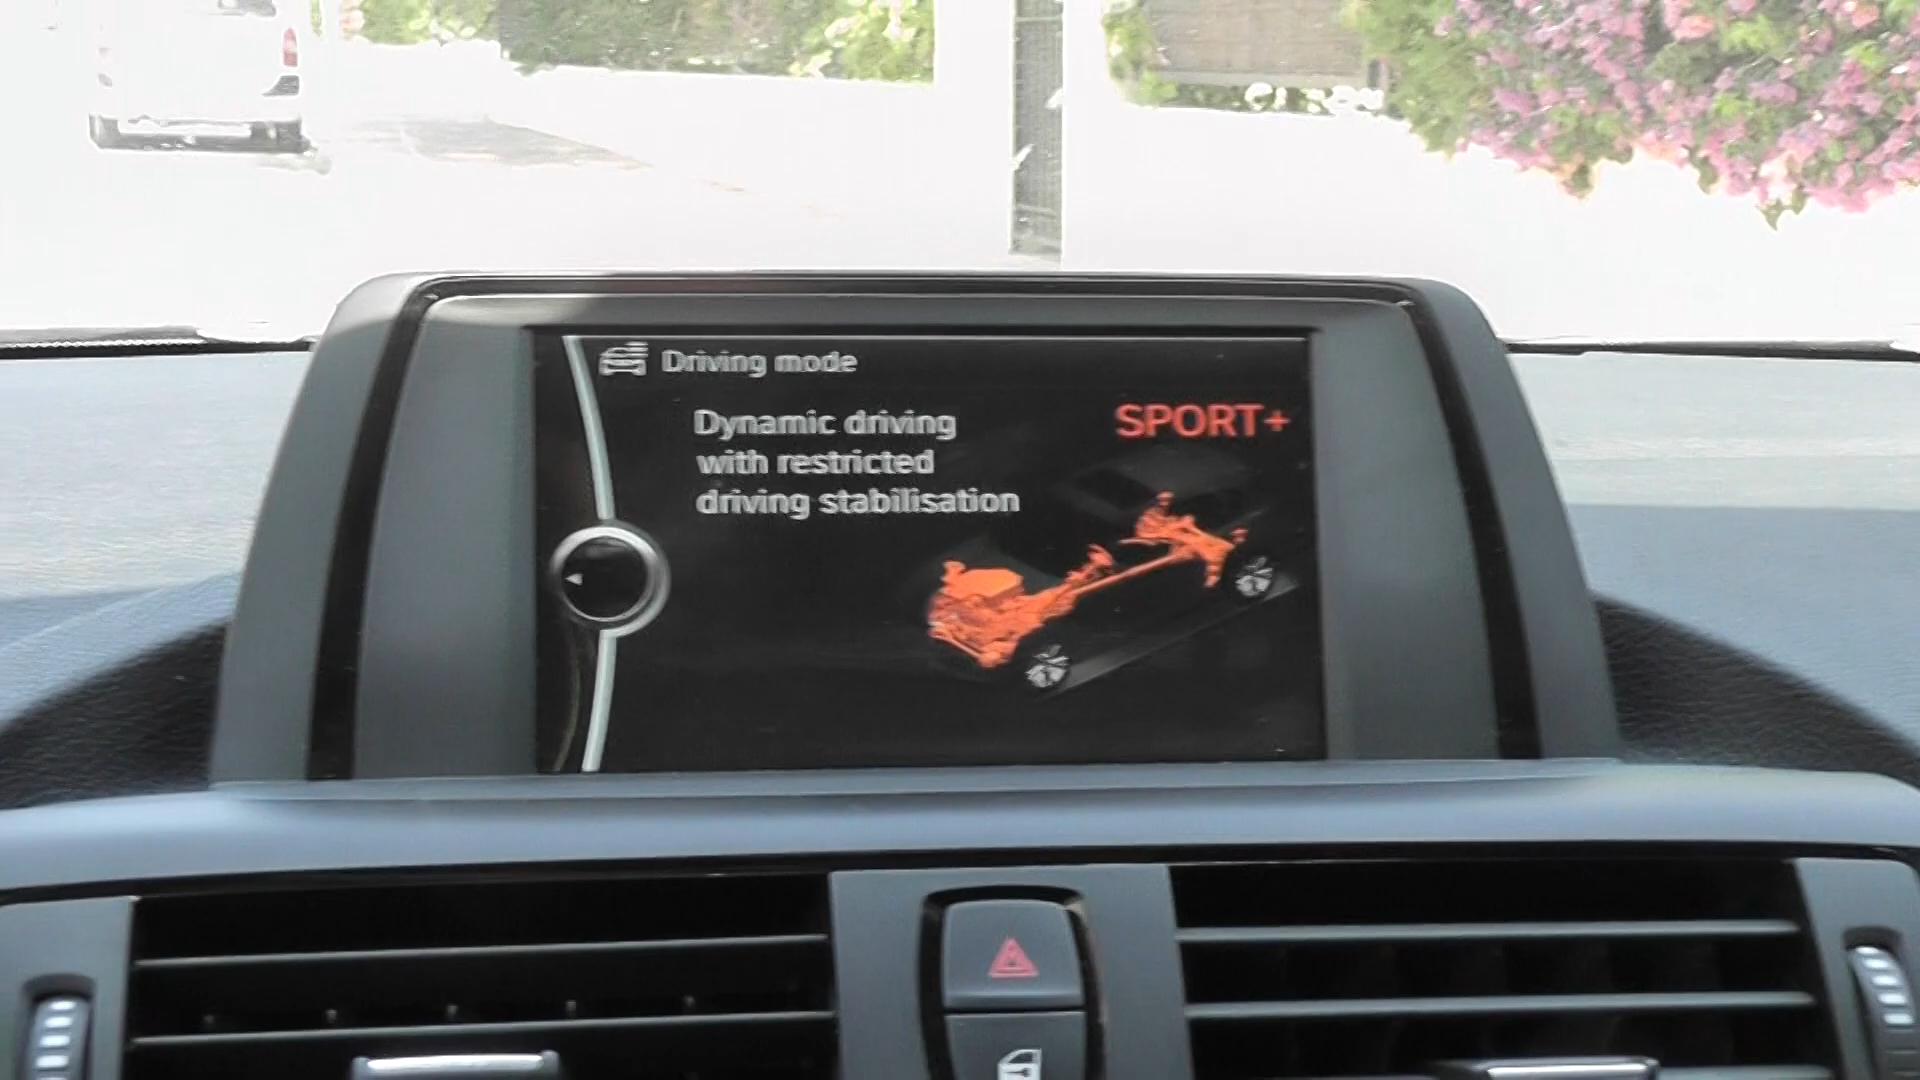 Driving mode
SPORT+
Dynamic driving
with restricted
driving stabilisation